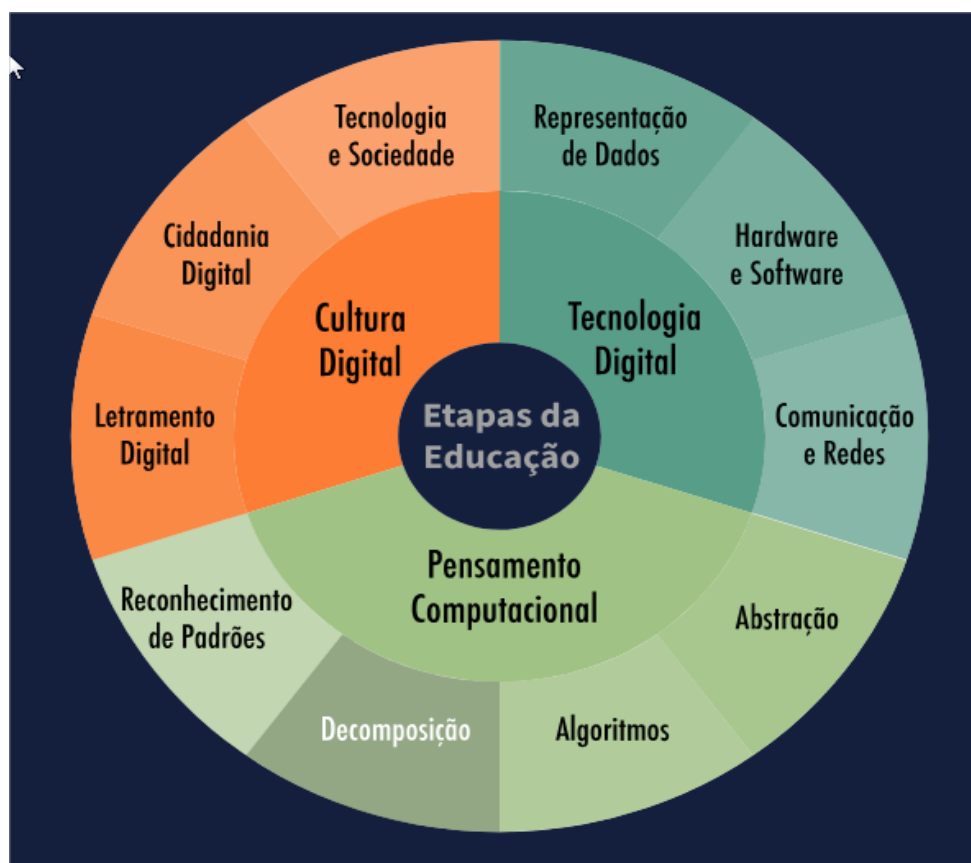 Tecnologia
e Sociedade
Representação
de Dados
Cidadania
Digital
Hardware
e Software
Cultura
Digital
Tecnologia
Digital
Letramento
Digital
Etapas da
Educação
Comunicação
e Redes
Pensamento
Computacional
Reconhecimento
de Padrões
Abstração
Decomposição
Algoritmos